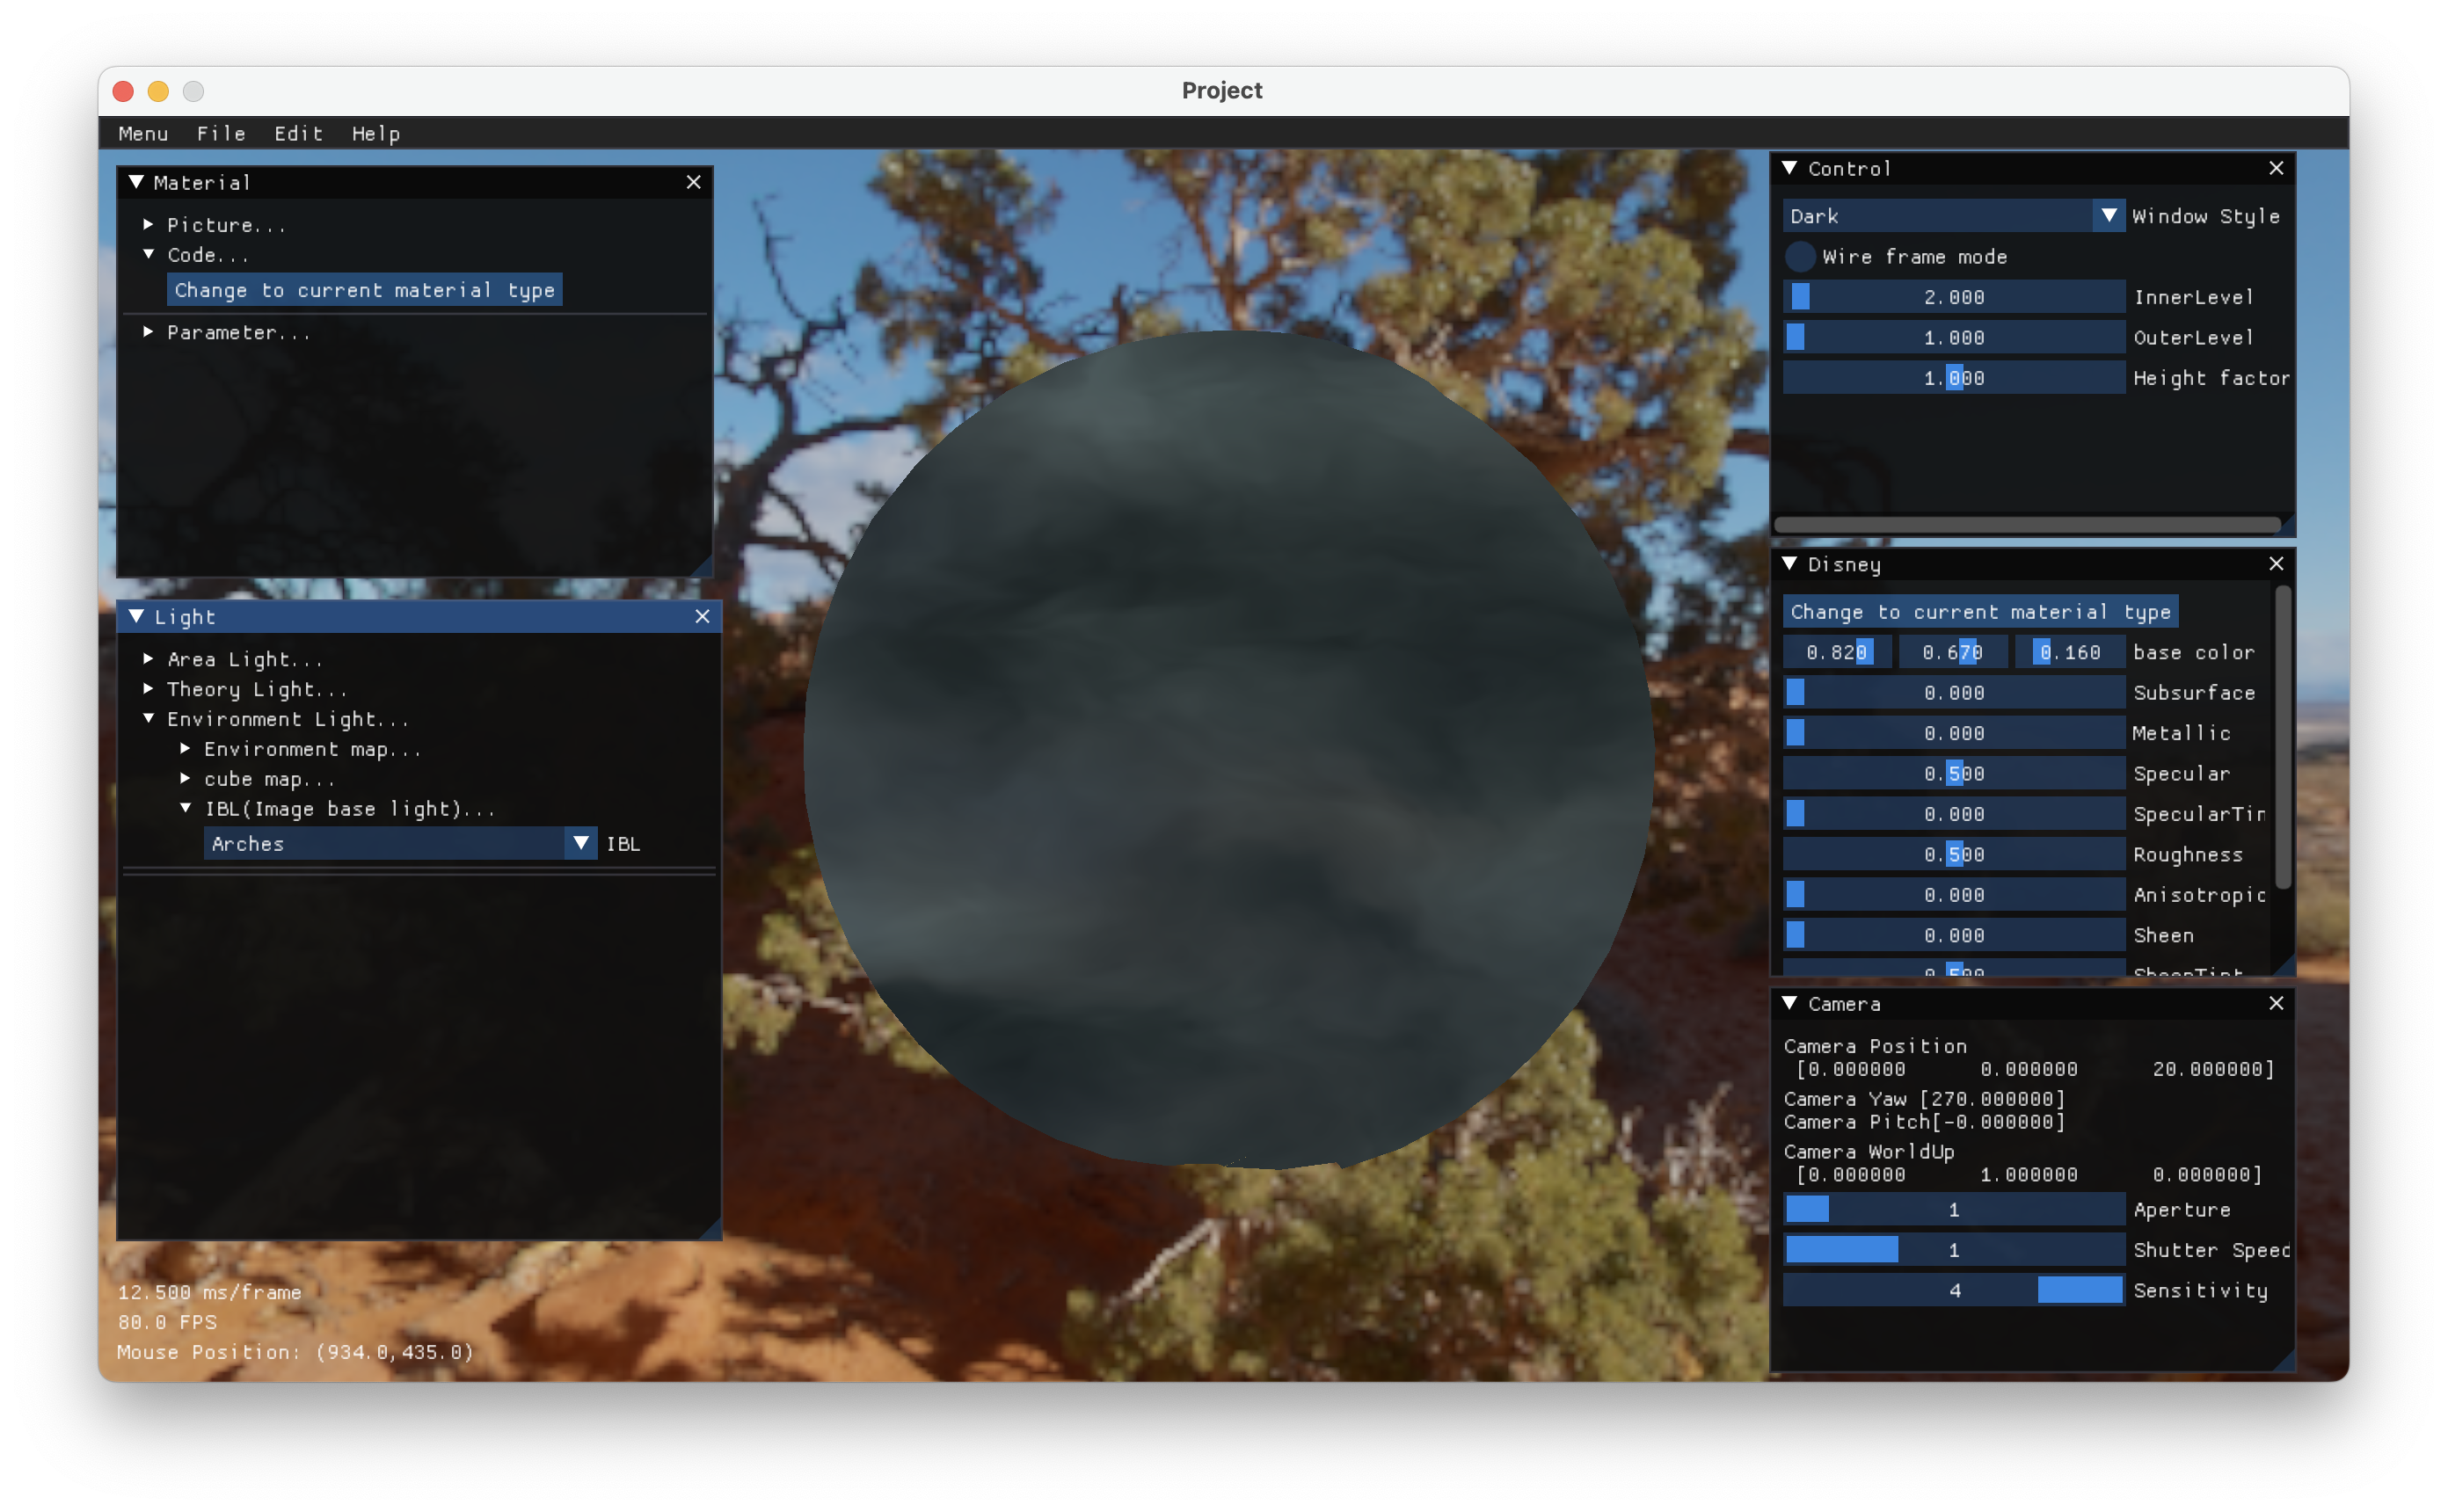 Project
Menu File Edit Help
Material
Picture...
Code...
Change to current material type
Parameter...
Light
Area Light...
Theory Light...
Environment Light...
Environment map...
cube map...
IBL(Image base light)...
Arches IBL
12.500 ms/frame
80.0 FPS
Mouse Position: (934.0,435.0)
Control
Dark Window Style
Wire frame mode
2.000 InnerLevel
1.000 OuterLevel
1.000 Height factor
Disney
Change to current material type
0.820 0.670 0.160 base color
0.000 Subsurface
0.000 Metallic
0.500 Specular
0.000 SpecularTin
0.500 Roughness
0.000 Anisotropic
0.000 Sheen
0.500 SheenTint
Camera
Camera Position
[0.000000 0.000000 20.000000]
Camera Yaw [270.000000]
Camera Pitch[-0.000000]
Camera WorldUp
[0.000000 1.000000 0.000000]
1 Aperture
1 Shutter Speed
4 Sensitivity